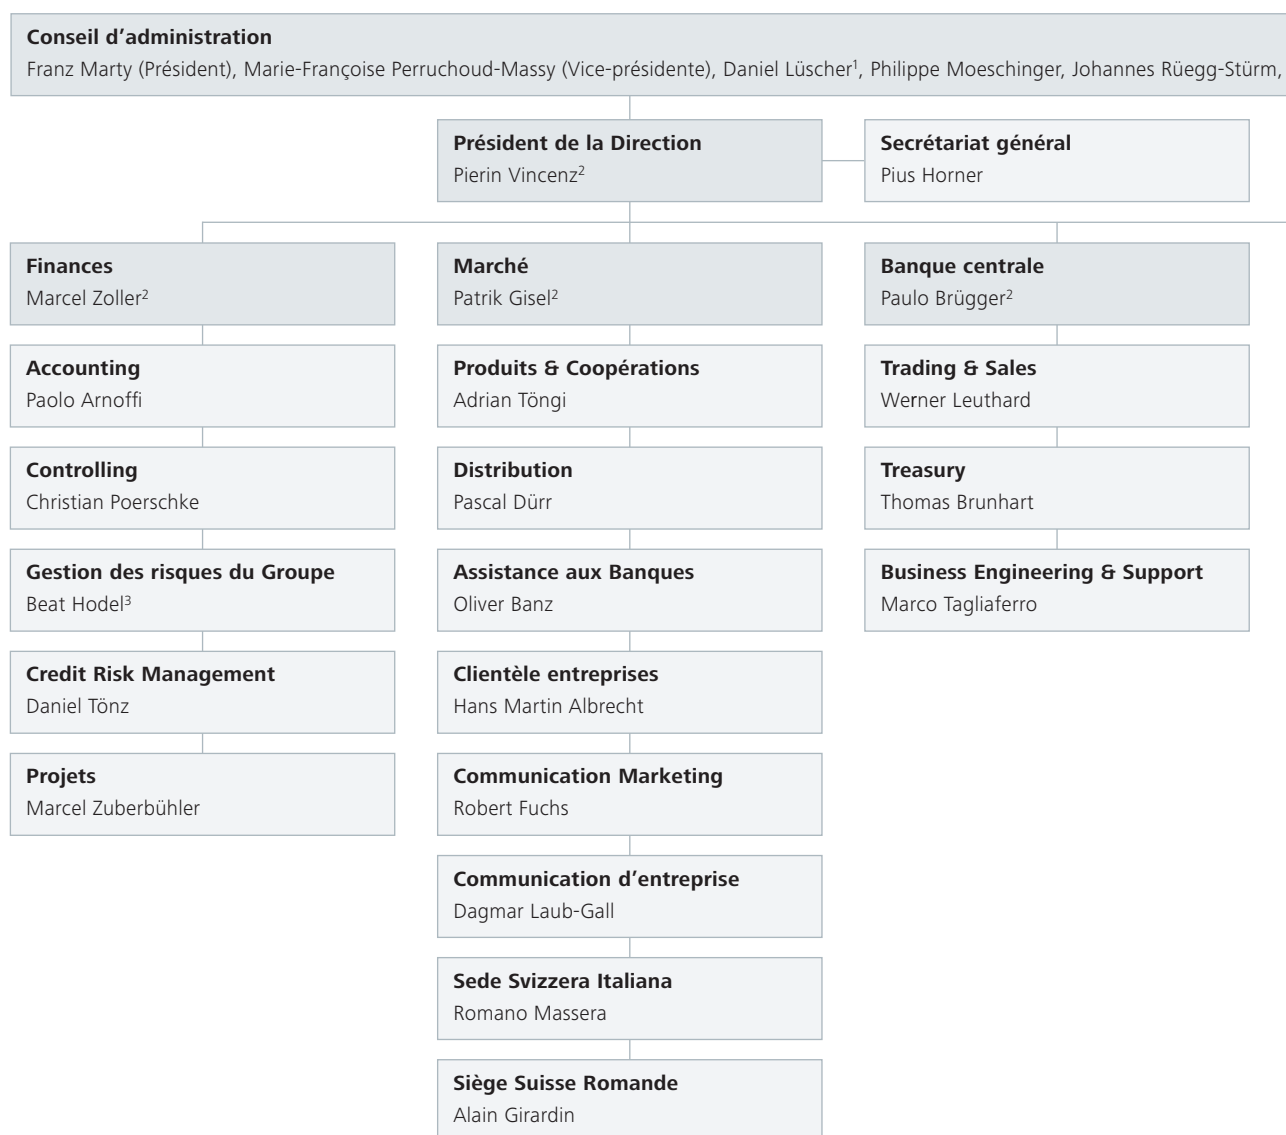 Conseil d’administration
Franz Marty (Président), Marie-Françoise Perruchoud-Massy (Vice-présidente), Daniel Lüscher¹, Philippe Moeschinger, Johannes Rüegg-Stürm,
Président de la Direction
Pierin Vincenz²
Secrétariat général
Pius Horner
Finances
Marcel Zoller²
Accounting
Paolo Arnoffi
Controlling
Christian Poerschke
Gestion des risques du Groupe
Beat Hodel³
Credit Risk Management
Daniel Tönz
Projets
Marcel Zuberbühler
Marché
Patrik Gisel²
Produits & Coopérations
Adrian Töngi
Distribution
Pascal Dürr
Assistance aux Banques
Oliver Banz
Clientèle entreprises
Hans Martin Albrecht
Communication Marketing
Robert Fuchs
Communication d’entreprise
Dagmar Laub-Gall
Sede Svizzera Italiana
Romano Massera
Siège Suisse Romande
Alain Girardin
Banque centrale
Paulo Brügger²
Trading & Sales
Werner Leuthard
Treasury
Thomas Brunhart
Business Engineering & Support
Marco Tagliaferro